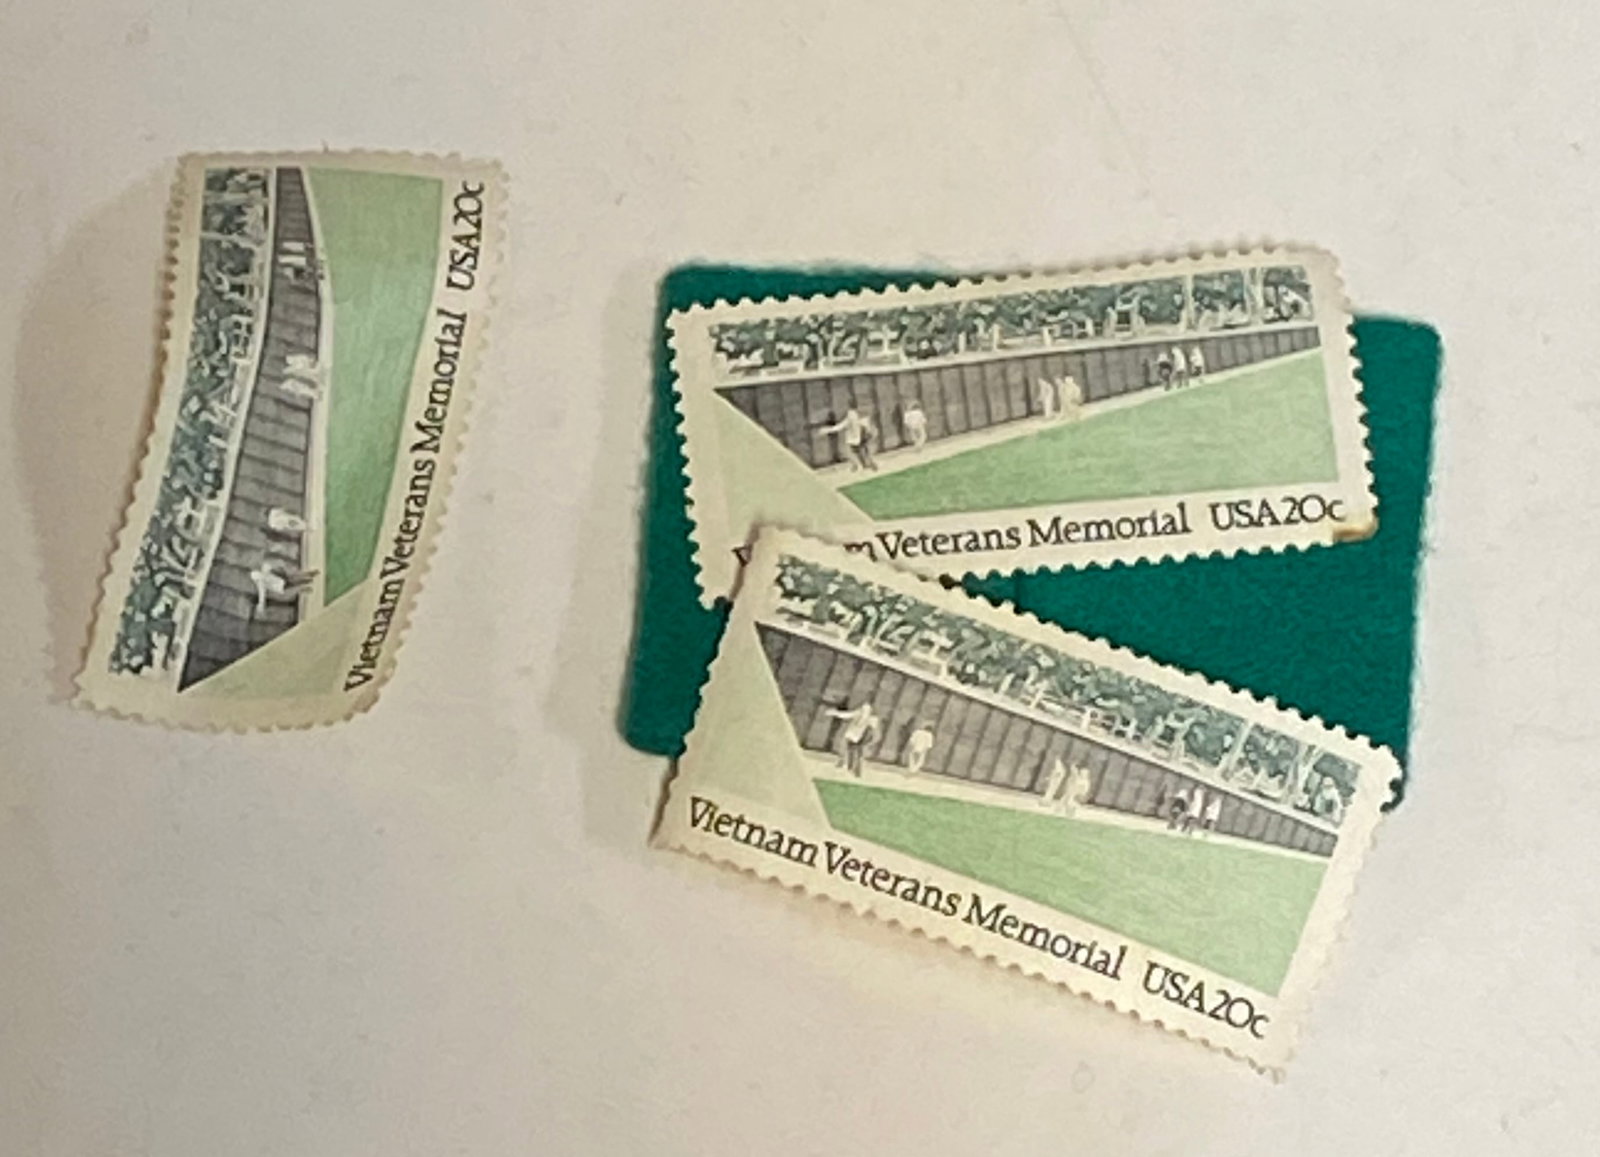 Vietnam Veterans Memorial USA 20c
m Veterans Memorial USA 20c
Vietnam Veterans Memorial USA 20c